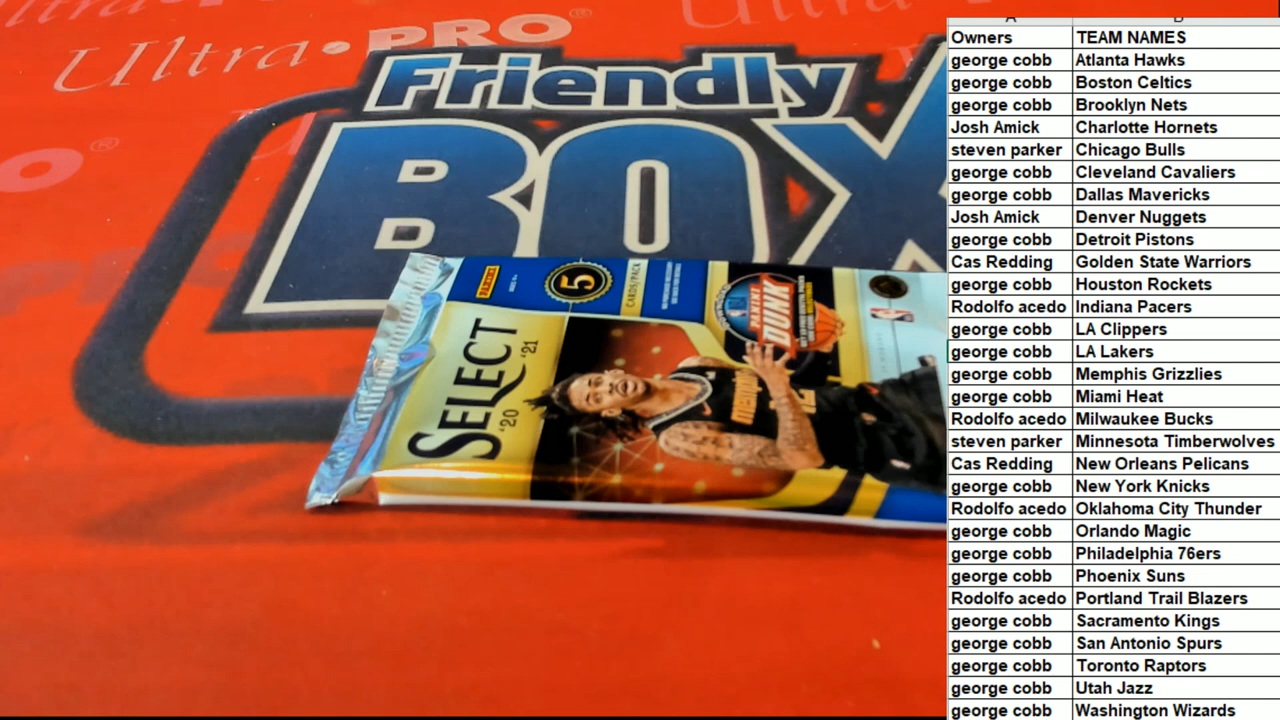 Ultra PRO®
Friendly
BOX
PRO®
PANINI
5
CARDS/PACK
SELECT
'20 '21
PANINI
DUNK
NBA
Memphis
12
Owners TEAM NAMES
george cobb Atlanta Hawks
george cobb Boston Celtics
george cobb Brooklyn Nets
Josh Amick Charlotte Hornets
steven parker Chicago Bulls
george cobb Cleveland Cavaliers
george cobb Dallas Mavericks
Josh Amick Denver Nuggets
george cobb Detroit Pistons
Cas Redding Golden State Warriors
george cobb Houston Rockets
Rodolfo acedo Indiana Pacers
george cobb LA Clippers
george cobb LA Lakers
george cobb Memphis Grizzlies
george cobb Miami Heat
Rodolfo acedo Milwaukee Bucks
steven parker Minnesota Timberwolves
Cas Redding New Orleans Pelicans
george cobb New York Knicks
Rodolfo acedo Oklahoma City Thunder
george cobb Orlando Magic
george cobb Philadelphia 76ers
george cobb Phoenix Suns
Rodolfo acedo Portland Trail Blazers
george cobb Sacramento Kings
george cobb San Antonio Spurs
george cobb Toronto Raptors
george cobb Utah Jazz
george cobb Washington Wizards